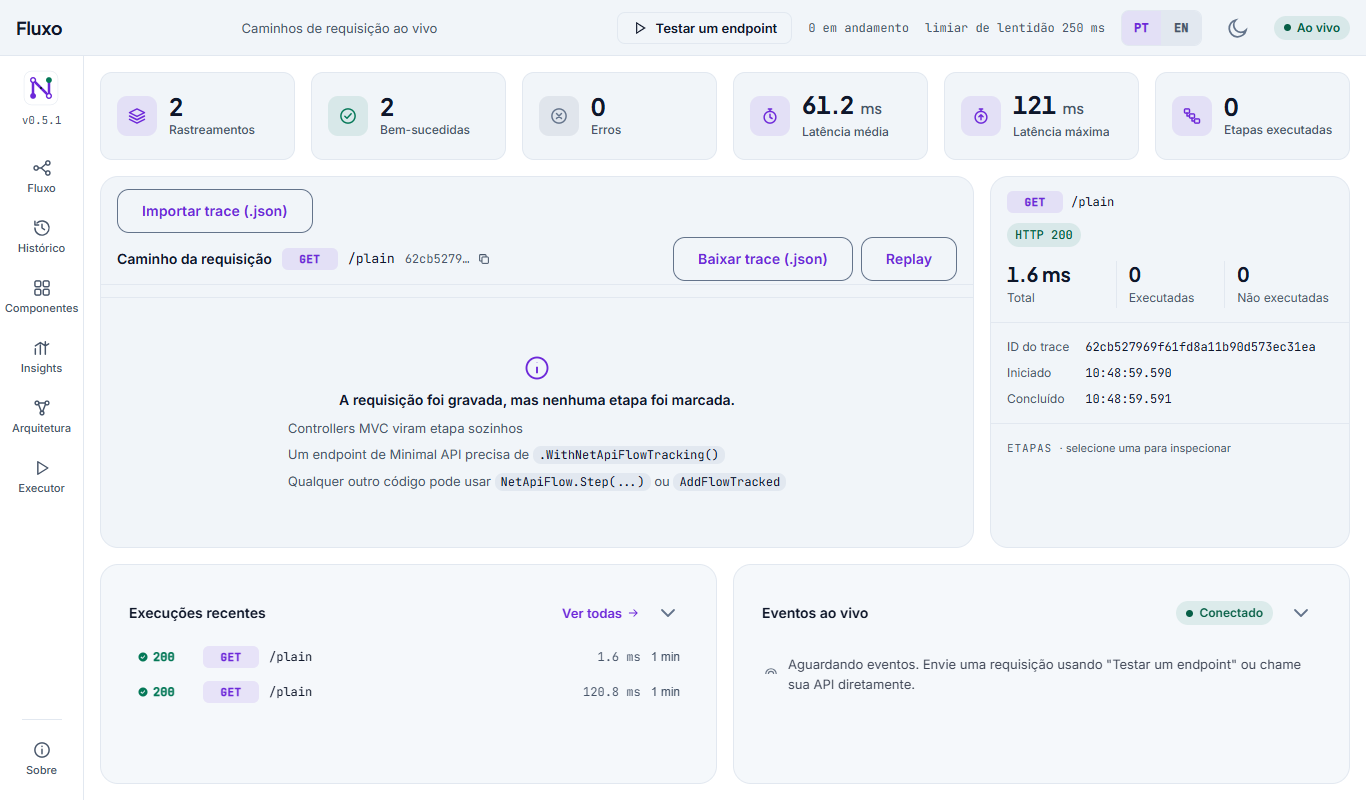 Fluxo
Caminhos de requisição ao vivo
Testar um endpoint
0 em andamento
limiar de lentidão 250 ms
PT
EN
Ao vivo
v0.5.1
Fluxo
Histórico
Componentes
Insights
Arquitetura
Executor
Sobre
2
Rastreamentos
2
Bem-sucedidas
0
Erros
61.2 ms
Latência média
121 ms
Latência máxima
0
Etapas executadas
Importar trace (.json)
Caminho da requisição GET /plain 62cb5279…
Baixar trace (.json)
Replay
A requisição foi gravada, mas nenhuma etapa foi marcada.
Controllers MVC viram etapa sozinhos
Um endpoint de Minimal API precisa de .WithNetApiFlowTracking()
Qualquer outro código pode usar NetApiFlow.Step(...) ou AddFlowTracked
GET /plain
HTTP 200
1.6 ms
Total
0
Executadas
0
Não executadas
ID do trace 62cb527969f61fd8a11b90d573ec31ea
Iniciado 10:48:59.590
Concluído 10:48:59.591
ETAPAS · selecione uma para inspecionar
Execuções recentes
Ver todas →
200 GET /plain 1.6 ms 1 min
200 GET /plain 120.8 ms 1 min
Eventos ao vivo
Conectado
Aguardando eventos. Envie uma requisição usando "Testar um endpoint" ou chame
sua API diretamente.